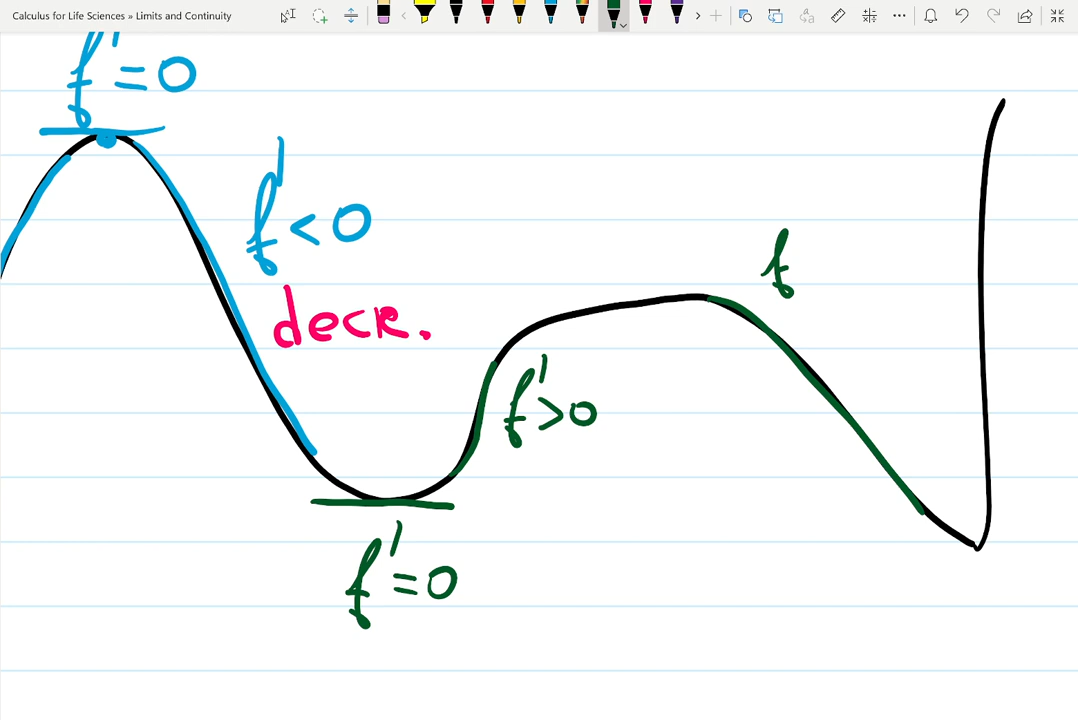 Calculus for Life Sciences » Limits and Continuity
f'=0
f'<0
decr.
f
f'>0
f'=0